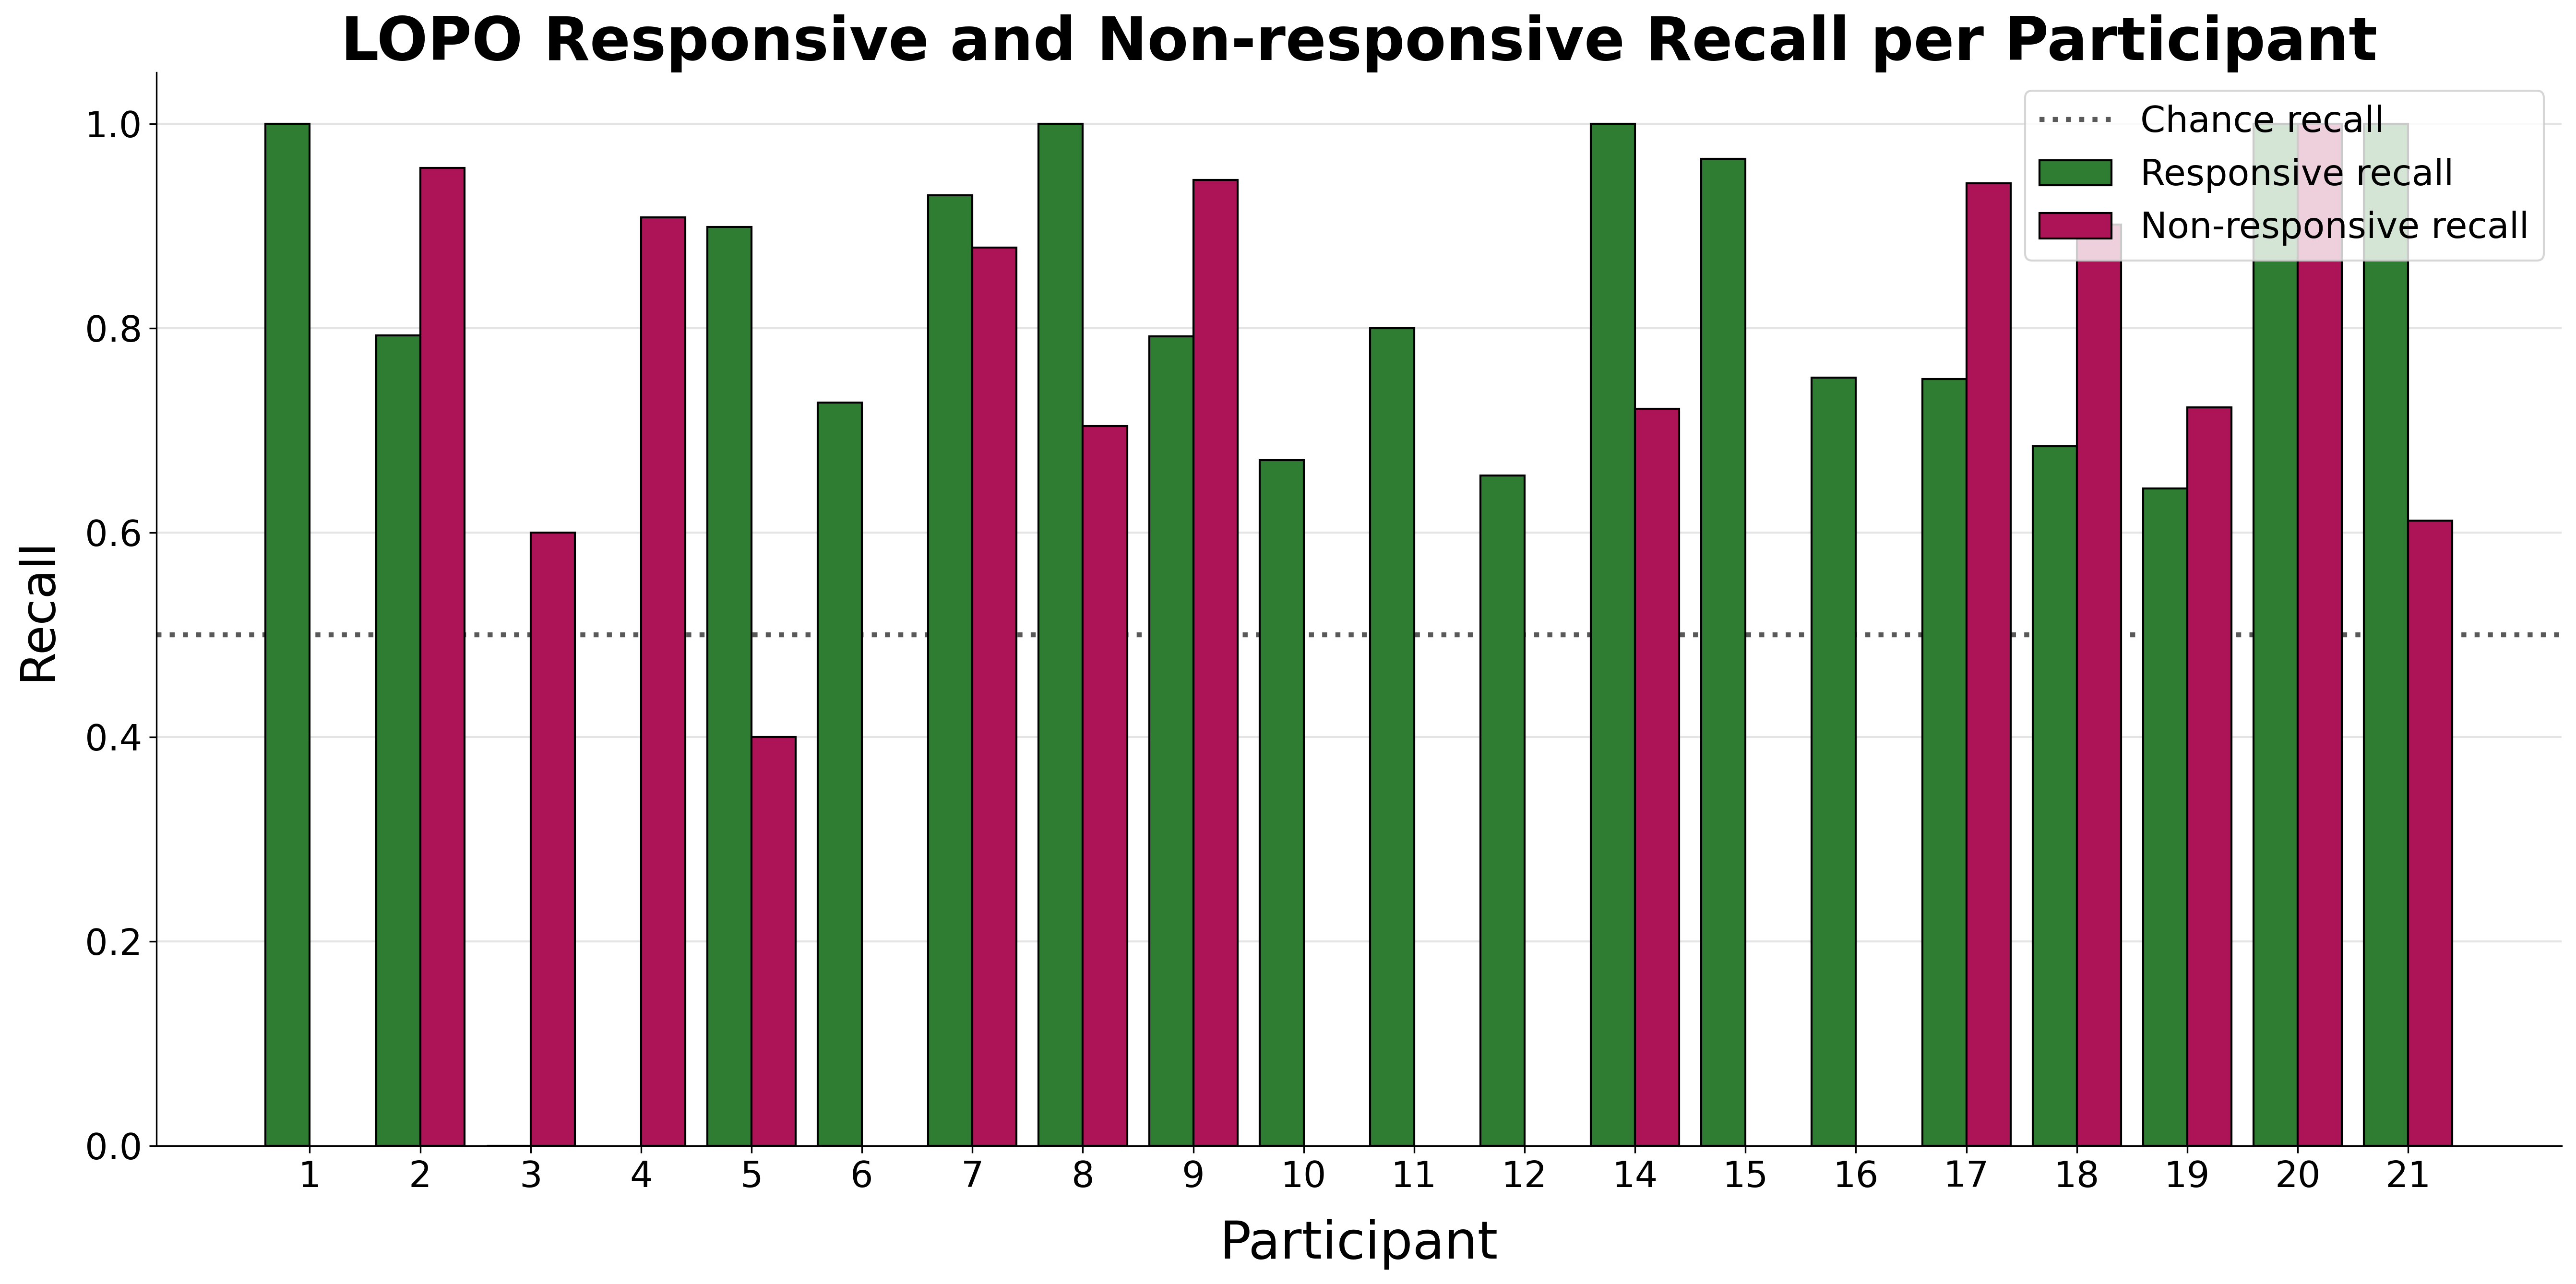 LOPO Responsive and Non-responsive Recall per Participant
Chance recall
Responsive recall
Non-responsive recall
1.0
0.8
0.6
0.4
0.2
0.0
Recall
1 2 3 4 5 6 7 8 9 10 11 12 14 15 16 17 18 19 20 21
Participant